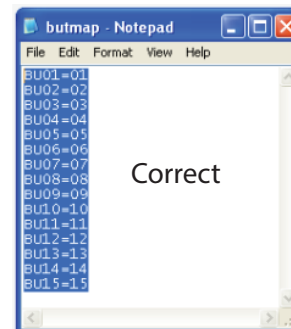 butmap - Notepad
File Edit Format View Help
BU01=01
BU02=02
BU03=03
BU04=04
BU05=05
BU06=06
BU07=07
BU08=08
BU09=09
BU10=10
BU11=11
BU12=12
BU13=13
BU14=14
BU15=15
Correct